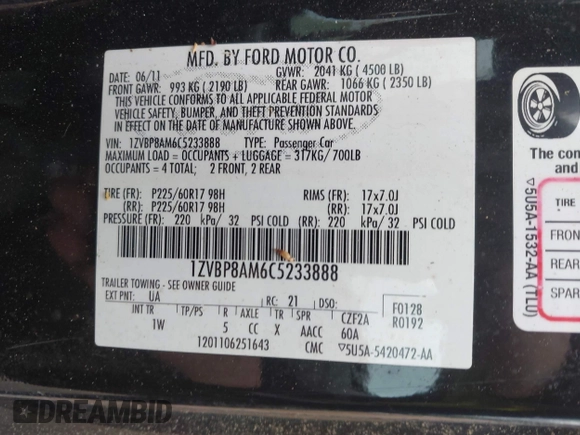 MFD. BY FORD MOTOR CO.
DATE: 06/11 GVWR: 2041 KG (4500 LB)
FRONT GAWR: 993 KG (2190 LB) REAR GAWR: 1066 KG (2350 LB)
THIS VEHICLE CONFORMS TO ALL APPLICABLE FEDERAL MOTOR
VEHICLE SAFETY, BUMPER, AND THEFT PREVENTION STANDARDS
IN EFFECT ON THE DATE OF MANUFACTURE SHOWN ABOVE.
VIN: 1ZVBP8AM6C5233888 TYPE: Passenger Car
MAXIMUM LOAD = OCCUPANTS + LUGGAGE = 317KG/700LB
OCCUPANTS = 4 TOTAL; 2 FRONT, 2 REAR
TIRE: (F) P225/60R17 98H RIMS (F): 17x7.0J
(RR) P225/60R17 98H (RR): 17x7.0J
PRESSURE (FR): 220 kPa/ 32 PSI COLD (RR): 220 kPa/ 32 PSI COLD
1ZVBP8AM6C5233888
TRAILER TOWING - SEE OWNER GUIDE
EXT PNT: UA RC: 21 DSO:
INT TR TP/PS R AXLE TR SPR CZF2A F0128
1W 5 CC X AACC 60A R0192
1201106251643 CMC ▽5U5A-5420472-AA
The con
TIRE
FRON
REAR
SPAR
▽5U5A-1532-AA (TL0)
DREAMBID